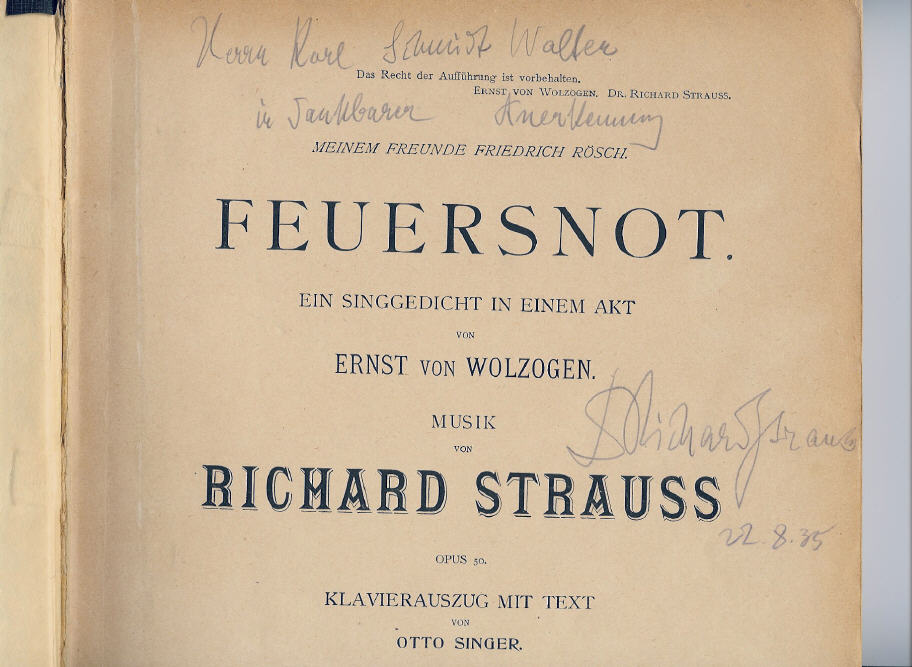 Herrn Karl Schmidt Walter
Das Recht der Aufführung ist vorbehalten.
ERNST VON WOLZOGEN. DR. RICHARD STRAUSS.
in dankbarer Anerkennung
MEINEM FREUNDE FRIEDRICH RÖSCH.
FEUERSNOT.
EIN SINGGEDICHT IN EINEM AKT
VON
ERNST VON WOLZOGEN.
MUSIK
VON
DRichard Strauss
RICHARD STRAUSS
22.8.35
OPUS 50.
KLAVIERAUSZUG MIT TEXT
VON
OTTO SINGER.